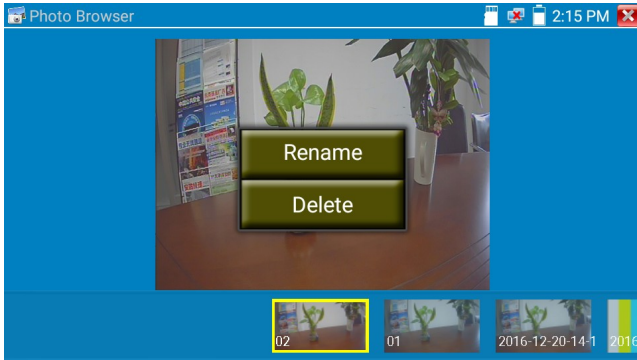 Photo Browser
2:15 PM
Rename
Delete
02
01
2016-12-20-14-1
2016